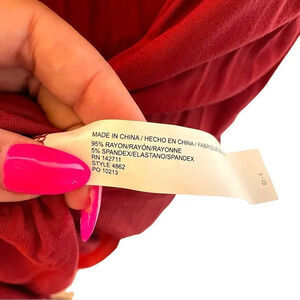 MADE IN CHINA / HECHO EN CHINA / FABRIQUÉ
95% RAYON/RAYÓN/RAYONNE
5% SPANDEX/ELASTANO/SPANDEX
RN 142711
STYLE 4862
PO 10213